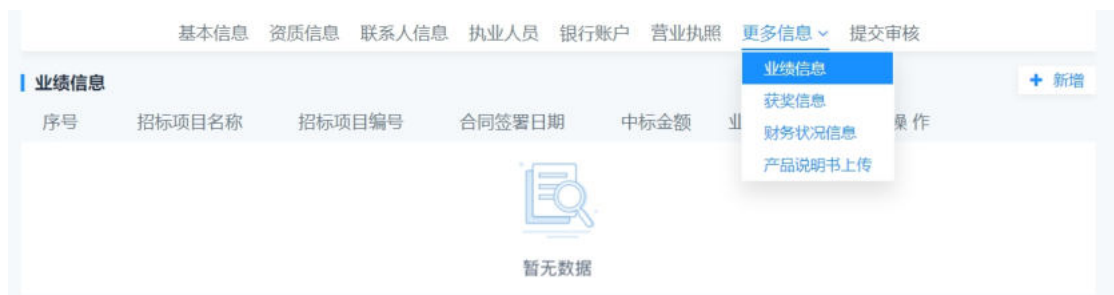 基本信息 资质信息 联系人信息 执业人员 银行账户 营业执照 更多信息 提交审核
业绩信息
获奖信息
财务状况信息
产品说明书上传
业绩信息 + 新增
序号 招标项目名称 招标项目编号 合同签署日期 中标金额 业 操作
暂无数据